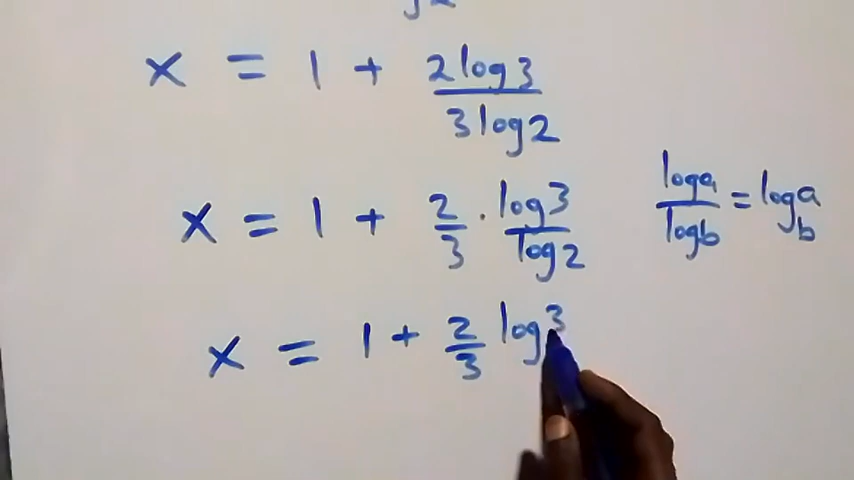 x = 1 + 2log3/3log2
x = 1 + 2/3 · log3/log2
loga/logb = log_b a
x = 1 + 2/3 log3